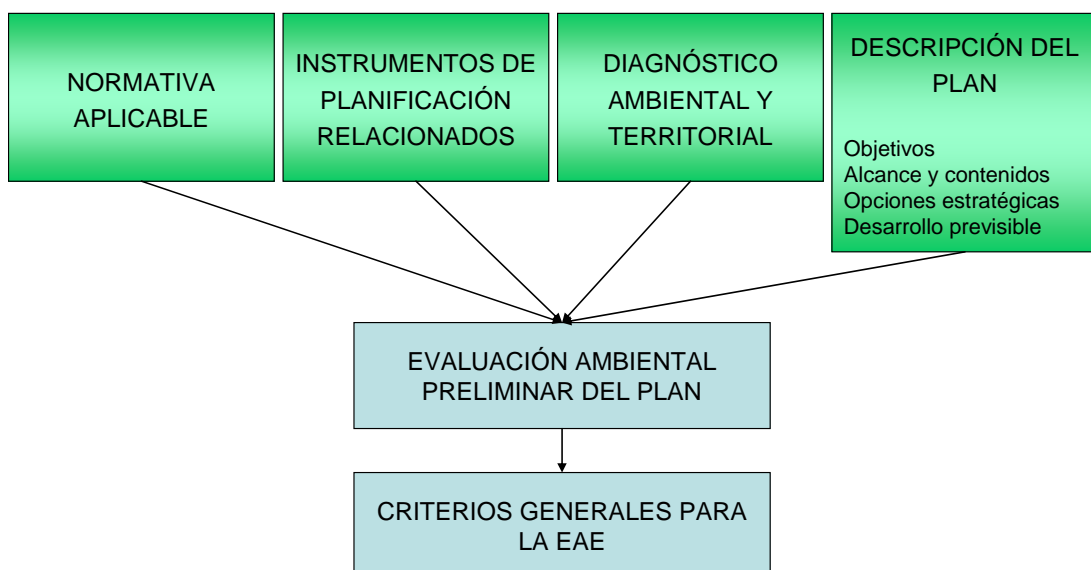 NORMATIVA
APLICABLE
INSTRUMENTOS DE
PLANIFICACIÓN
RELACIONADOS
DIAGNÓSTICO
AMBIENTAL Y
TERRITORIAL
DESCRIPCIÓN DEL
PLAN
Objetivos
Alcance y contenidos
Opciones estratégicas
Desarrollo previsible
EVALUACIÓN AMBIENTAL
PRELIMINAR DEL PLAN
CRITERIOS GENERALES PARA
LA EAE